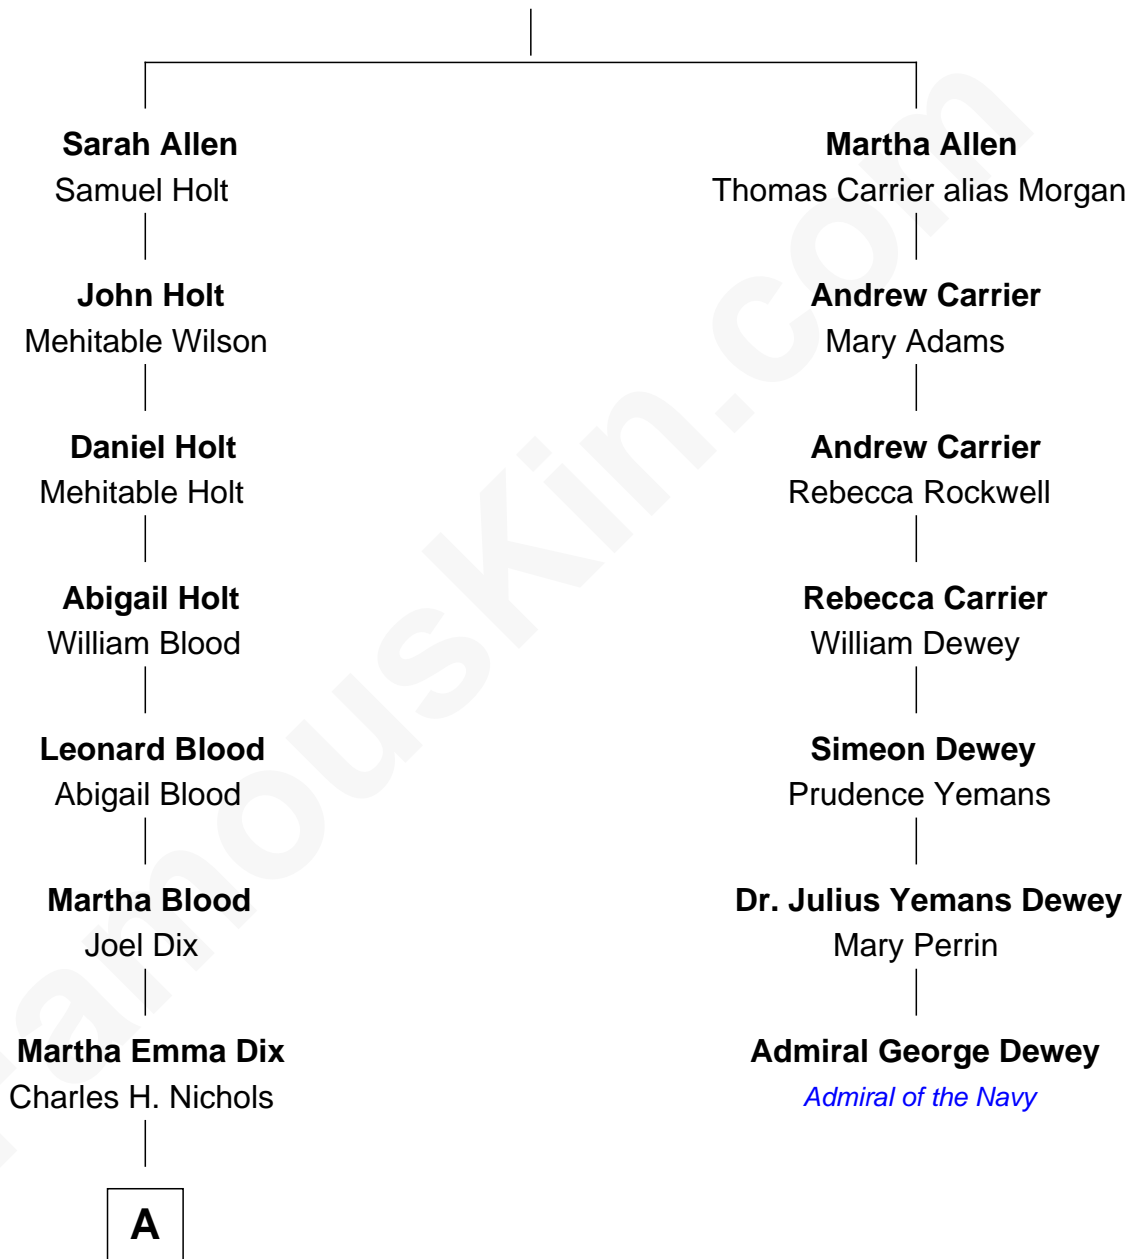 Sarah Allen
Samuel Holt
John Holt
Mehitable Wilson
Daniel Holt
Mehitable Holt
Abigail Holt
William Blood
Leonard Blood
Abigail Blood
Martha Blood
Joel Dix
Martha Emma Dix
Charles H. Nichols
A
Martha Allen
Thomas Carrier alias Morgan
Andrew Carrier
Mary Adams
Andrew Carrier
Rebecca Rockwell
Rebecca Carrier
William Dewey
Simeon Dewey
Prudence Yemans
Dr. Julius Yemans Dewey
Mary Perrin
Admiral George Dewey
Admiral of the Navy
FamousKin.com